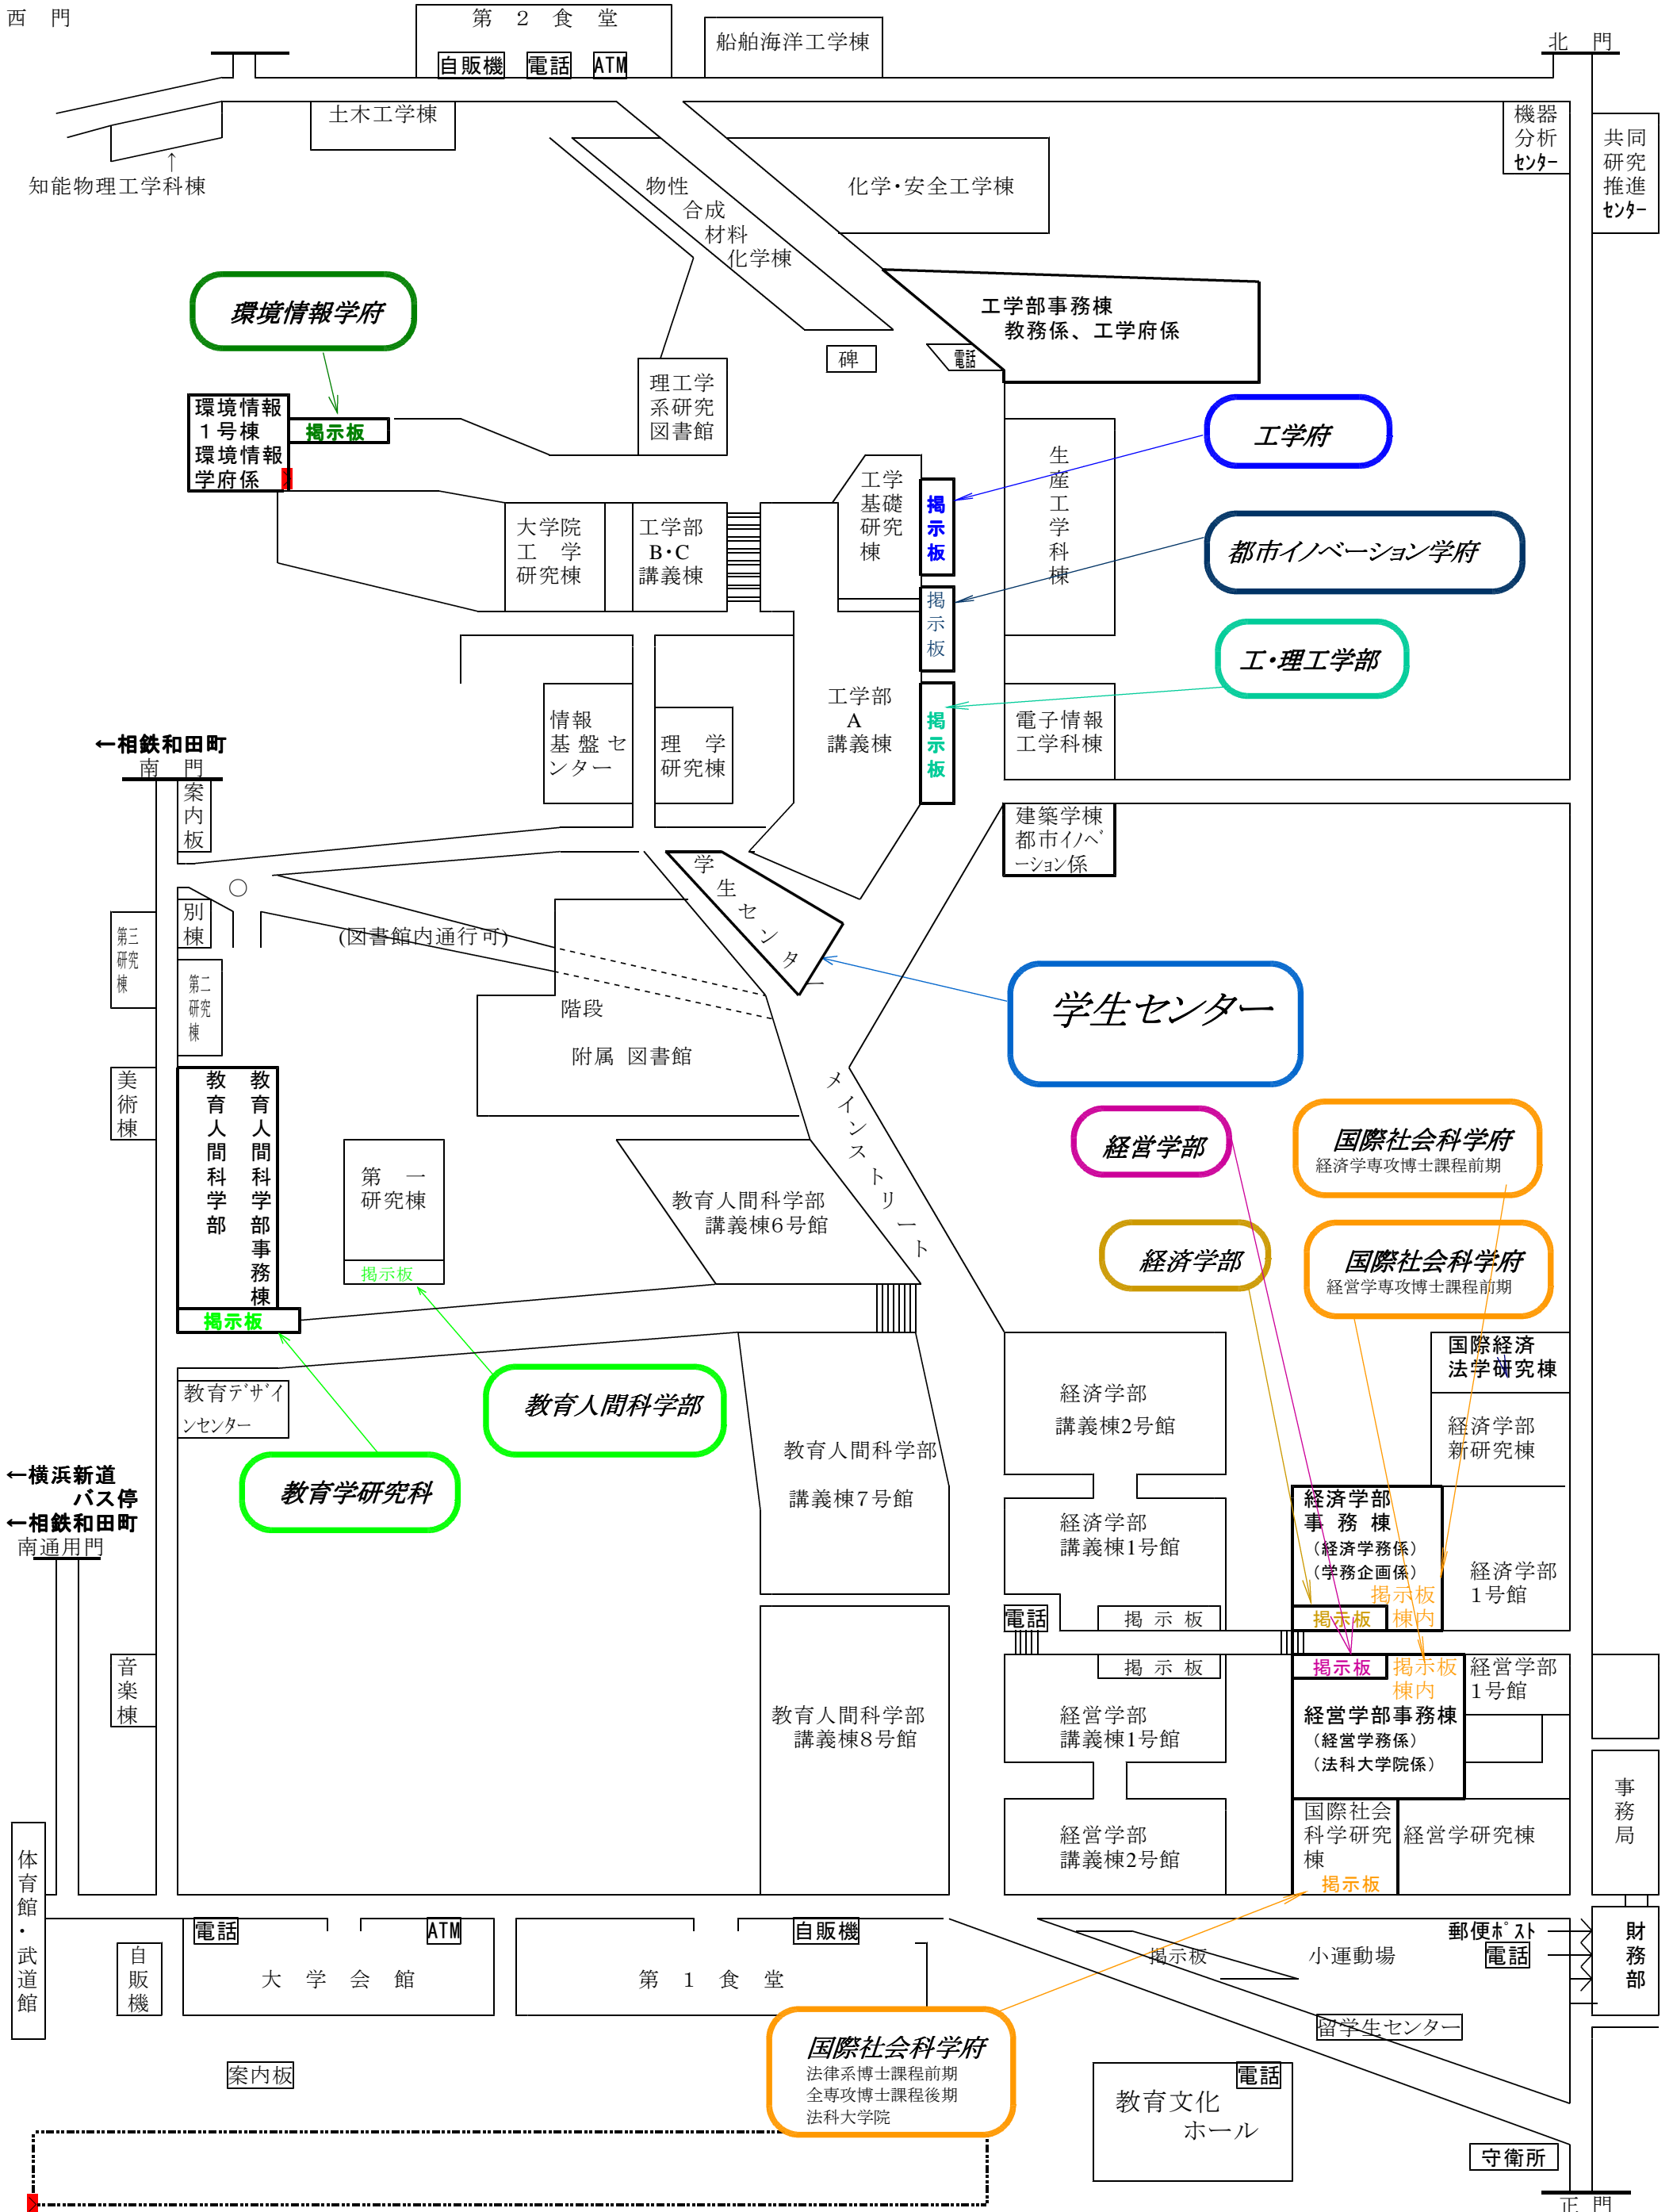 西　門
第　２　食　堂
自販機
電話
ATM
船舶海洋工学棟
北　門
土木工学棟
機器
分析
センター
共同
研究
推進
センター
↑
知能物理工学科棟
物性
合成
材料
化学棟
化学・安全工学棟
環境情報学府
工学部事務棟
教務係、工学府係
碑
電話
理工学
系研究
図書館
環境情報
１号棟
環境情報
学府係
掲示板
工学府
生産工学科棟
工学
基礎
研究
棟
掲示板
大学院
工　学
研究棟
工学部
B・C
講義棟
都市イノベーション学府
掲示板
工・理工学部
工学部
A
講義棟
掲示板
電子情報
工学科棟
情報
基盤セ
ンター
理　学
研究棟
←相鉄和田町
南　門
案内板
建築学棟
都市イノベ
ーション係
学生センター
別棟
第三
研究
棟
(図書館内通行可)
第二
研究
棟
学生センター
階段
附属 図書館
美術棟
教育人間科学部
教育人間科学部事務棟
メインストリート
経営学部
国際社会科学府
経済学専攻博士課程前期
第　一
研究棟
教育人間科学部
講義棟6号館
経済学部
国際社会科学府
経営学専攻博士課程前期
掲示板
掲示板
国際経済
法学研究棟
教育デザイ
ンセンター
教育人間科学部
経済学部
講義棟2号館
経済学部
新研究棟
教育人間科学部
講義棟７号館
←横浜新道
バス停
←相鉄和田町
南通用門
教育学研究科
経済学部
講義棟1号館
経済学部
事 務 棟
（経済学務係）
（学務企画係）
掲示板
棟内
掲示板
経済学部
１号館
電話
掲 示 板
掲 示 板
掲示板
掲示板
棟内
経営学部
１号館
音楽棟
教育人間科学部
講義棟８号館
経営学部
講義棟1号館
経営学部事務棟
（経営学務係）
（法科大学院係）
事務局
経営学部
講義棟2号館
国際社会
科学研究
棟
掲示板
経営学研究棟
体育館・武道館
電話
ATM
自販機
郵便ポスト
電話
財務部
自販機
大　学　会　館
第　１　食　堂
掲示板
小運動場
国際社会科学府
法律系博士課程前期
全専攻博士課程後期
法科大学院
留学生センター
案内板
電話
教育文化
ホール
守衛所
正　門